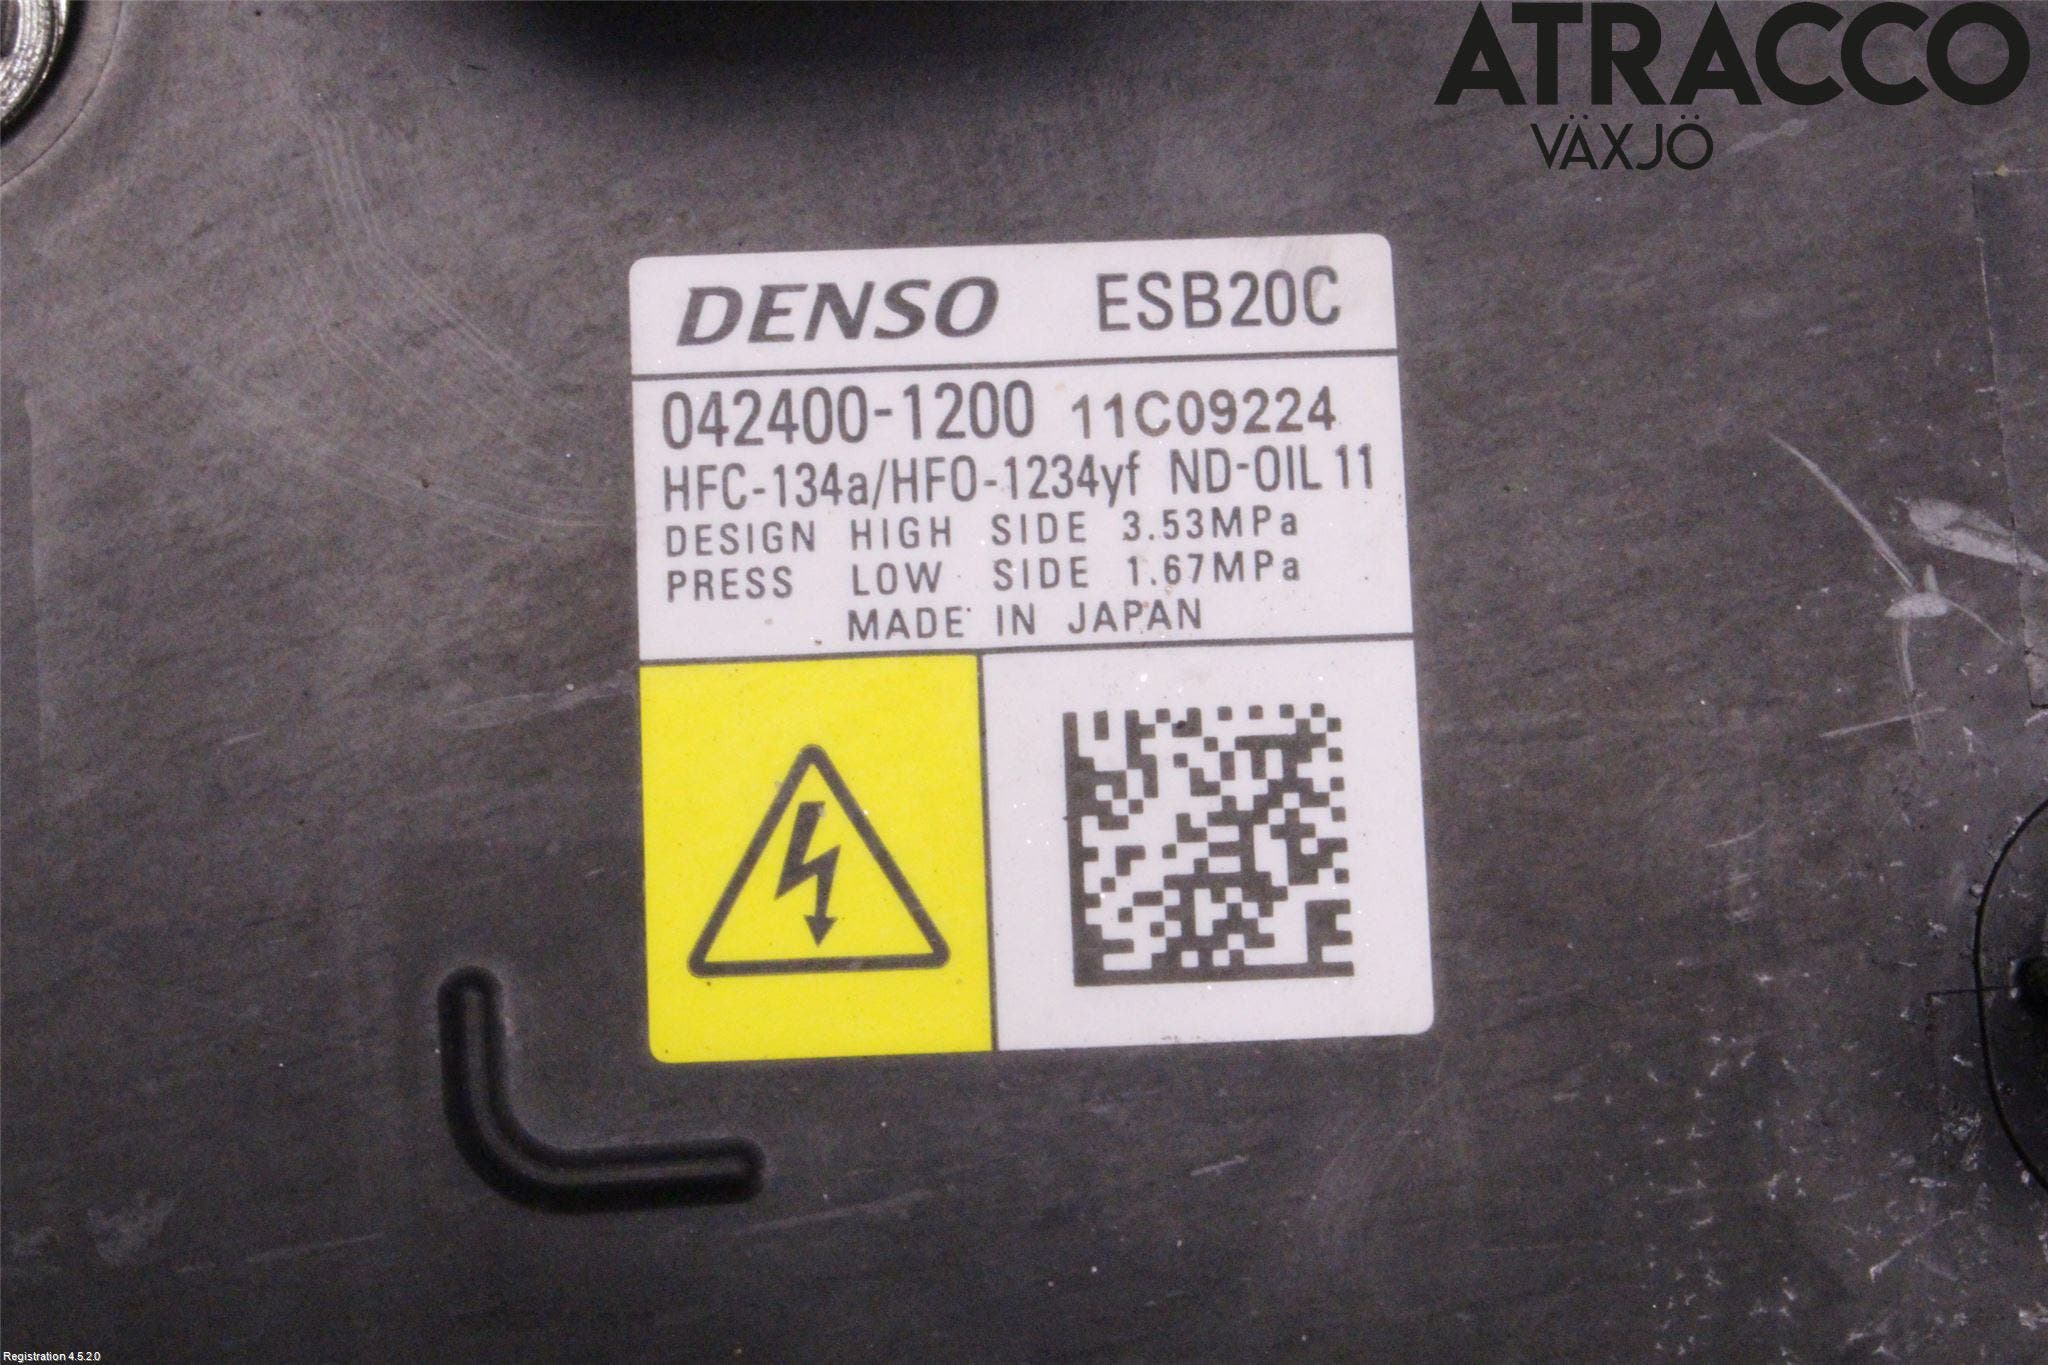 ATRACCO
VÄXJÖ
DENSO ESB20C
042400-1200 11C09224
HFC-134a/HFO-1234yf ND-OIL 11
DESIGN HIGH SIDE 3.53MPa
PRESS LOW SIDE 1.67MPa
MADE IN JAPAN
Registration 4.5.2.0